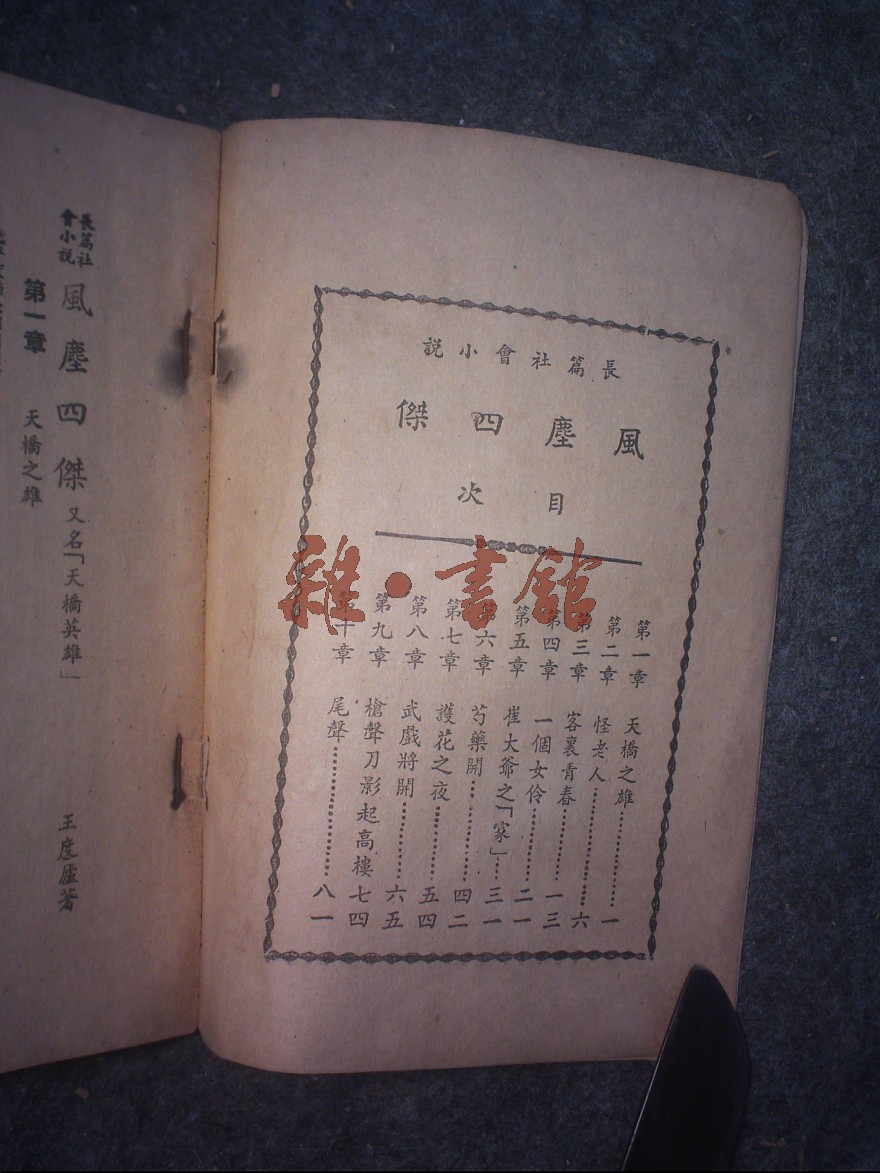 長篇社會小説
風塵四傑
目次
第一章 天橋之雄………………一
第二章 怪老人………………六
第三章 客裏青春………………一三
第四章 一個女伶………………二一
第五章 崔大爺之「家」………三一
第六章 芍藥開………………四二
第七章 護花之夜………………五四
第八章 武戲將開………………六五
第九章 槍聲刀影起高樓 七四
第十章 尾聲………………八一
長篇社會小説 風塵四傑 又名「天橋英雄」 王度廬著
第一章 天橋之雄
雜·書館